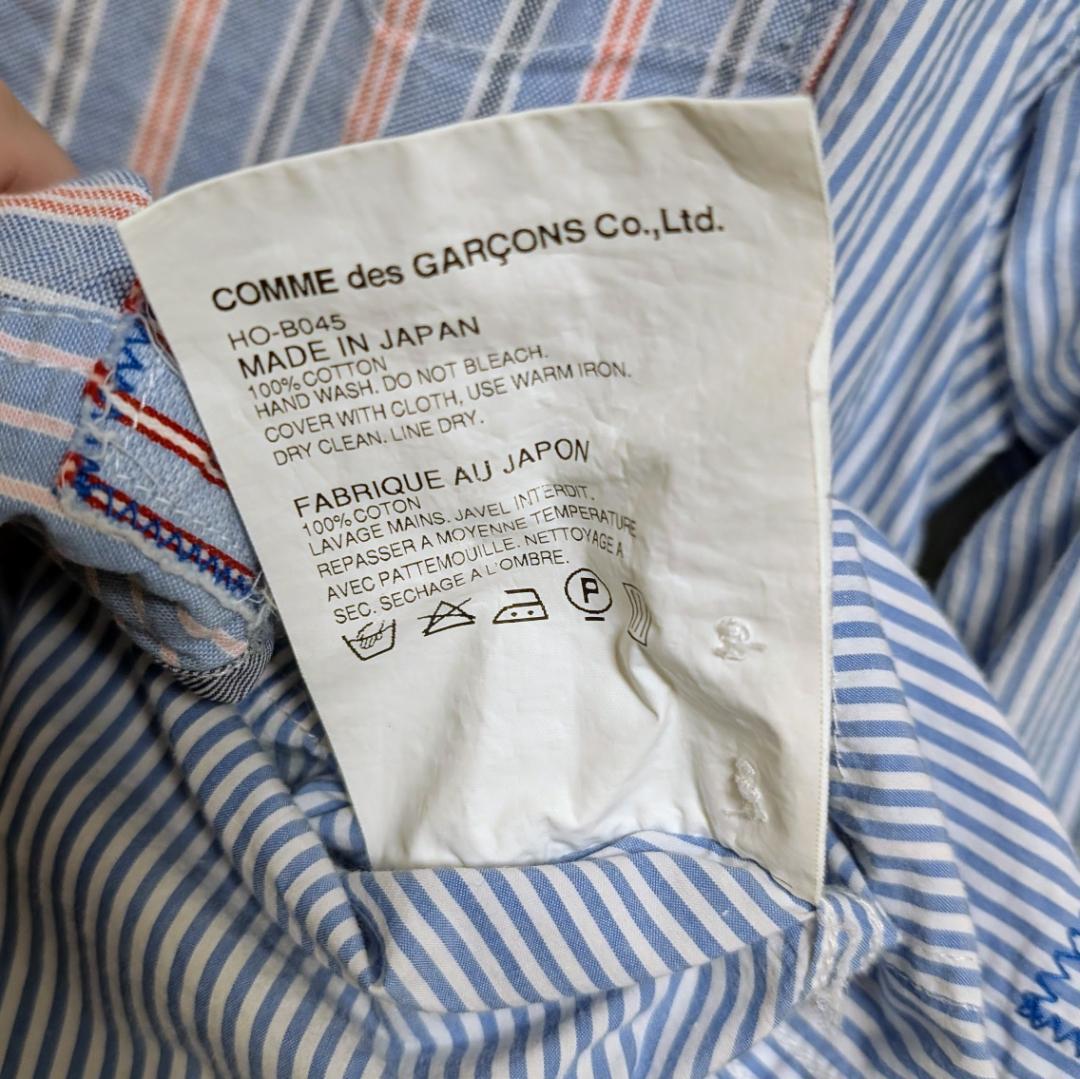 COMME des GARÇONS Co.,Ltd.
HO-B045
MADE IN JAPAN
100% COTTON
HAND WASH. DO NOT BLEACH.
COVER WITH CLOTH, USE WARM IRON.
DRY CLEAN. LINE DRY.
FABRIQUE AU JAPON
100% COTON
LAVAGE MAINS. JAVEL INTERDIT.
REPASSER A MOYENNE TEMPERATURE
AVEC PATTEMOUILLE. NETTOYAGE A
SEC. SECHAGE A L'OMBRE.
P